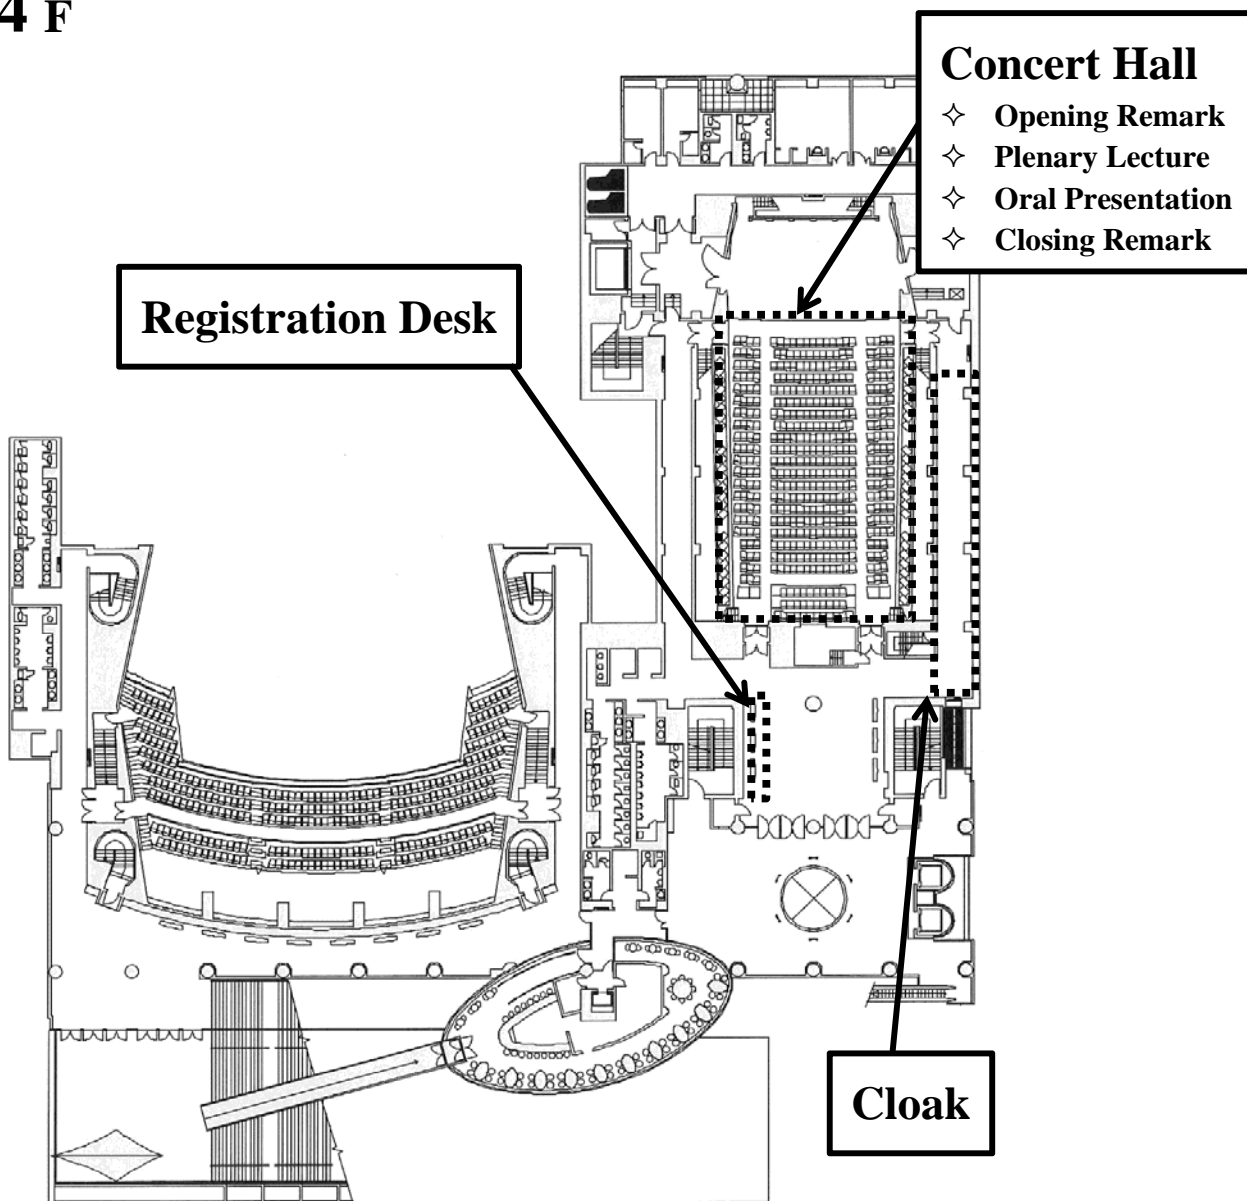 4 F
Concert Hall
✧ Opening Remark
✧ Plenary Lecture
✧ Oral Presentation
✧ Closing Remark
Registration Desk
Cloak